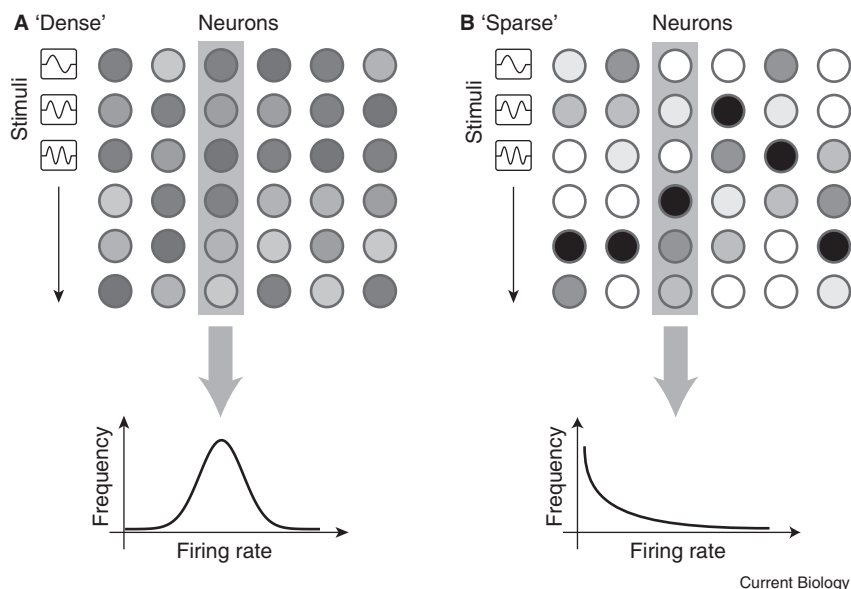 A 'Dense'
Neurons
Stimuli
Frequency
Firing rate
B 'Sparse'
Neurons
Stimuli
Frequency
Firing rate
Current Biology